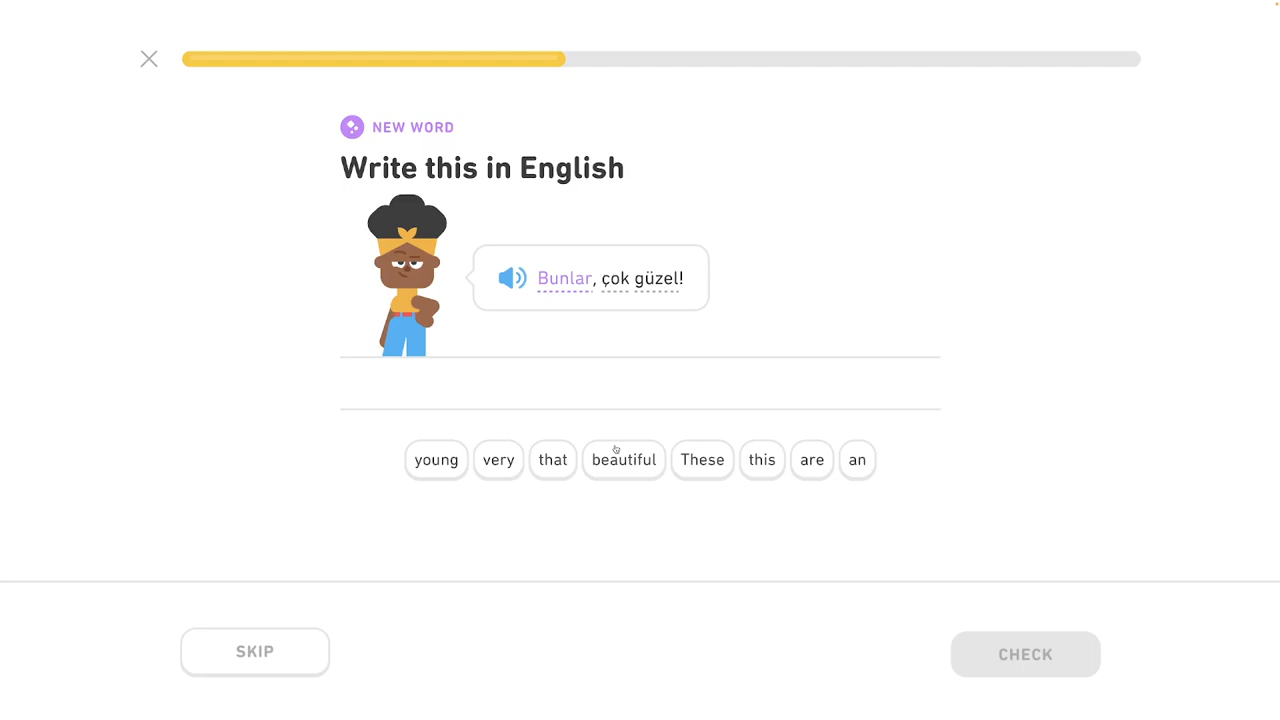 NEW WORD
Write this in English
Bunlar, çok güzel!
young very that beautiful These this are an
SKIP CHECK